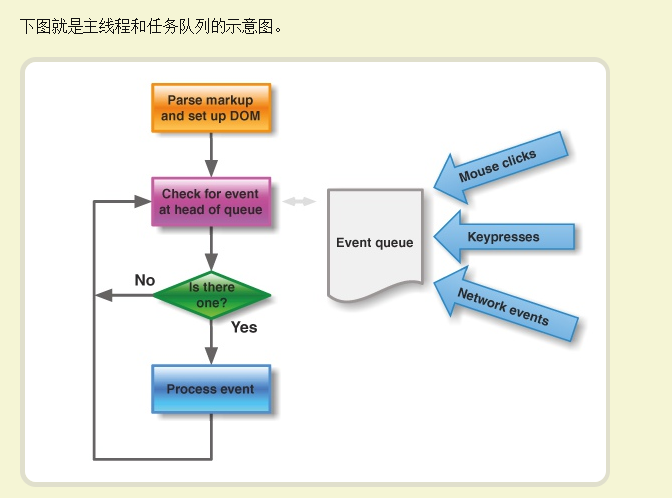 下图就是主线程和任务队列的示意图。
Parse markup
and set up DOM
Check for event
at head of queue
Is there
one?
No
Yes
Process event
Event queue
Mouse clicks
Keypresses
Network events